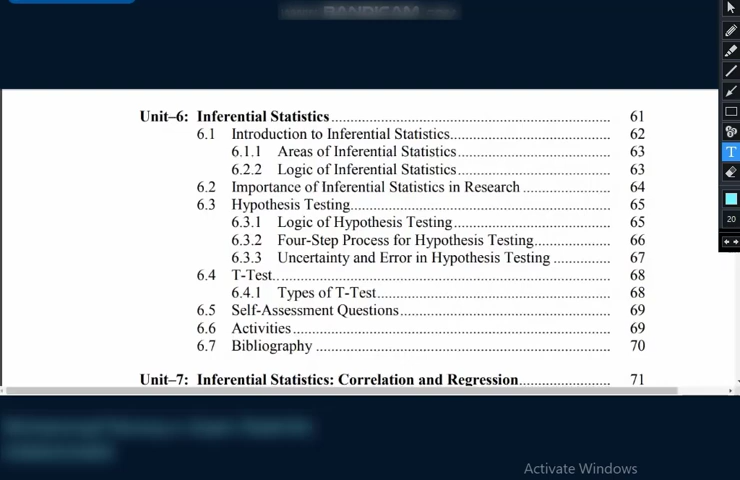 BANDICAM
Unit–6: Inferential Statistics 61
6.1 Introduction to Inferential Statistics 62
6.1.1 Areas of Inferential Statistics 63
6.2.2 Logic of Inferential Statistics 63
6.2 Importance of Inferential Statistics in Research 64
6.3 Hypothesis Testing 65
6.3.1 Logic of Hypothesis Testing 65
6.3.2 Four-Step Process for Hypothesis Testing 66
6.3.3 Uncertainty and Error in Hypothesis Testing 67
6.4 T-Test 68
6.4.1 Types of T-Test 68
6.5 Self-Assessment Questions 69
6.6 Activities 69
6.7 Bibliography 70
Unit–7: Inferential Statistics: Correlation and Regression 71
T
20
Activate Windows